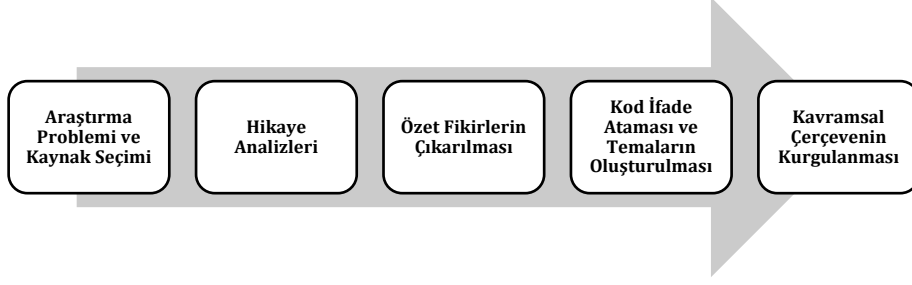 Araştırma
Problemi ve
Kaynak Seçimi
Hikaye
Analizleri
Özet Fikirlerin
Çıkarılması
Kod İfade
Ataması ve
Temaların
Oluşturulması
Kavramsal
Çerçevenin
Kurgulanması